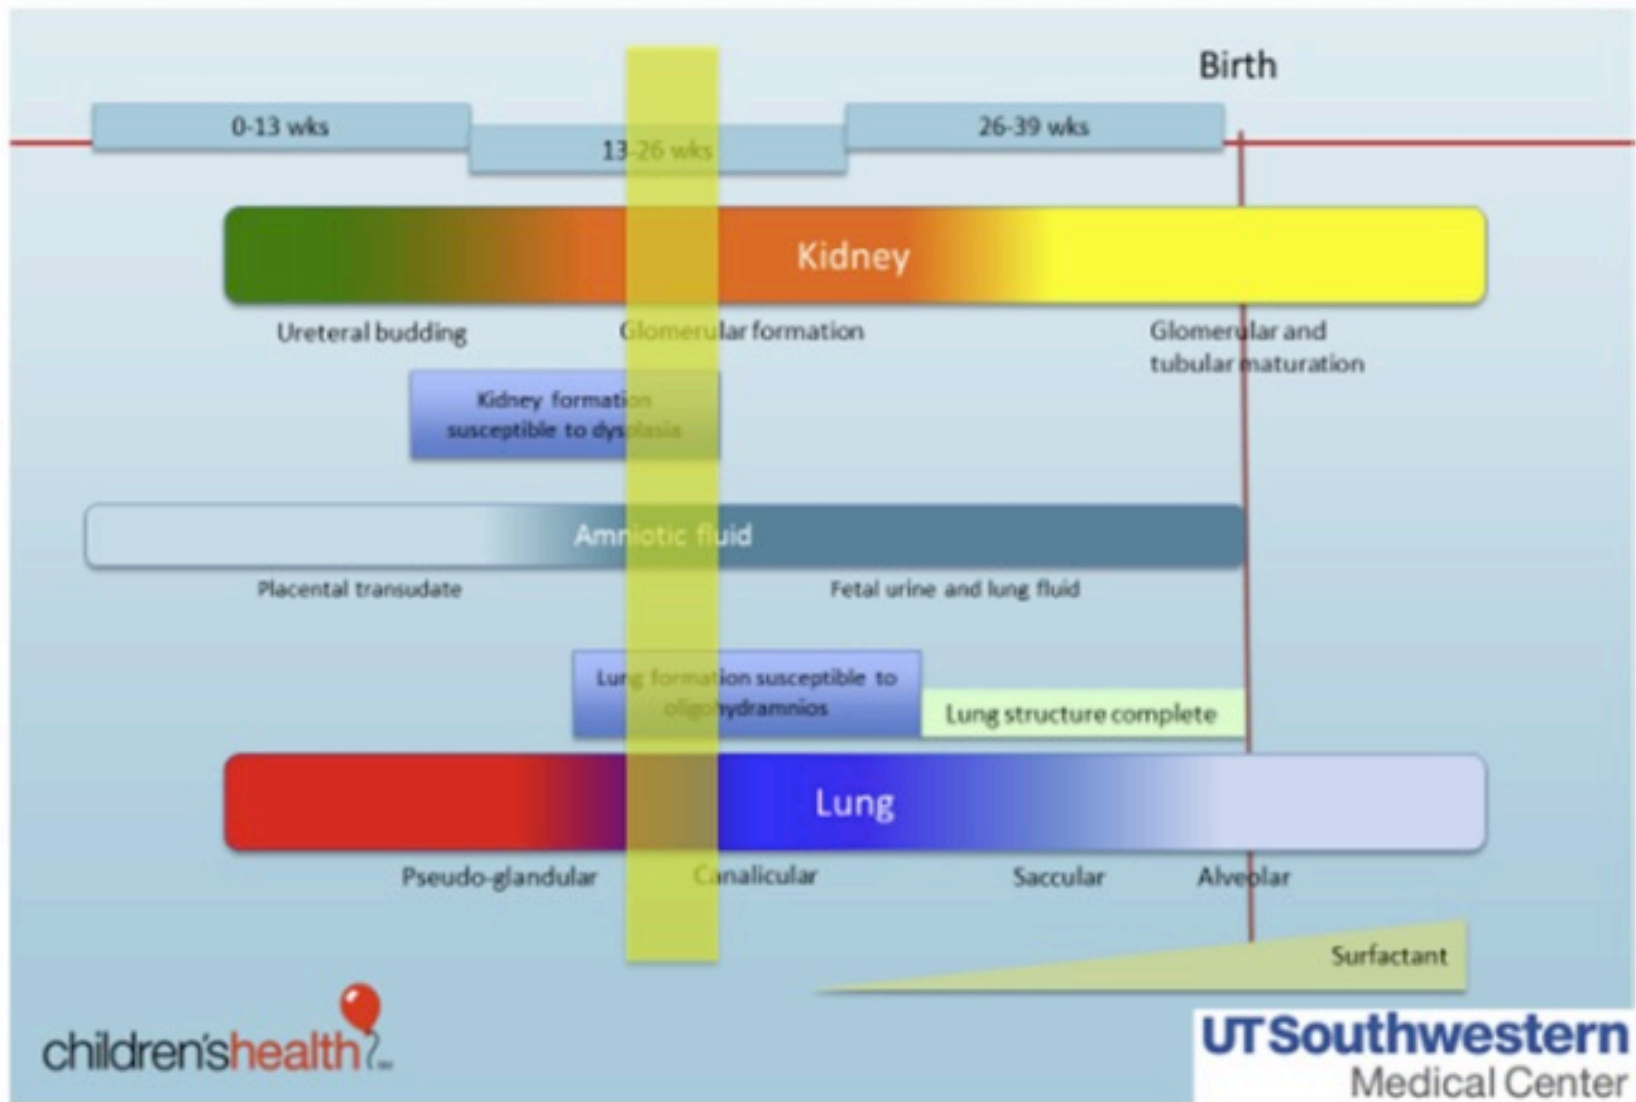 Birth
0-13 wks
13-26 wks
26-39 wks
Kidney
Ureteral budding
Glomerular formation
Glomerular and
tubular maturation
Kidney formation
susceptible to dysplasia
Amniotic fluid
Placental transudate
Fetal urine and lung fluid
Lung formation susceptible to
oligohydramnios
Lung structure complete
Lung
Pseudo-glandular
Canalicular
Saccular
Alveolar
Surfactant
children'shealth
UTSouthwestern
Medical Center